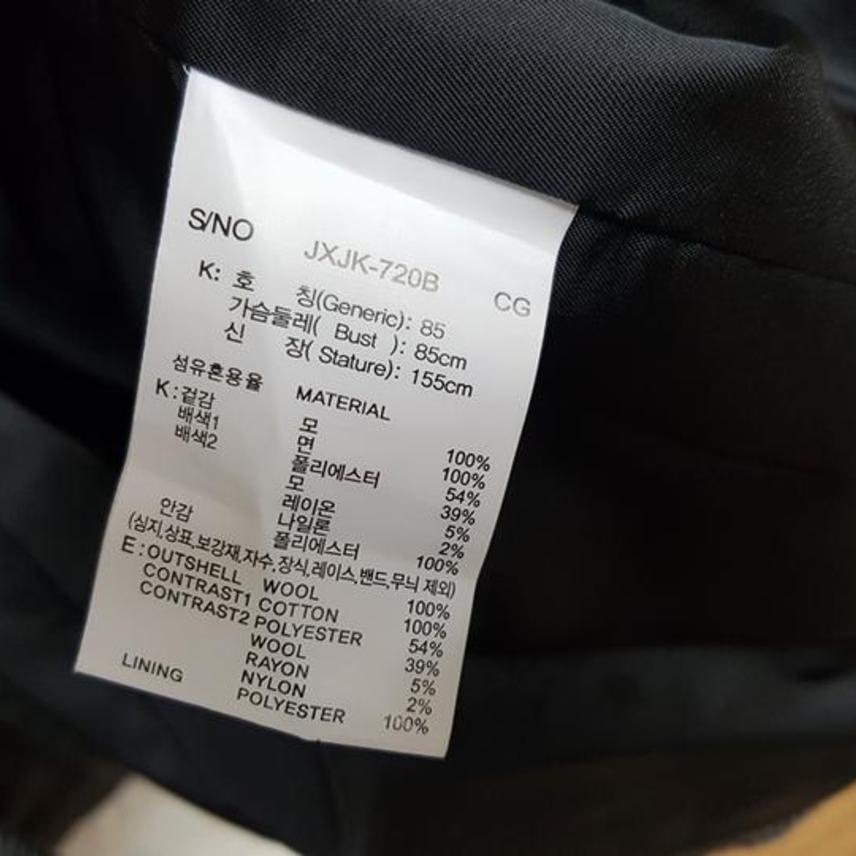 S/NO JXJK-720B CG
K: 호 칭(Generic): 85
가슴둘레( Bust ): 85cm
신 장( Stature): 155cm
섬유혼용율 MATERIAL
K:겉감 모 100%
배색1 면 100%
배색2 폴리에스터 54%
모 39%
레이온 5%
나일론 2%
안감 폴리에스터 100%
(심지,상표,보강재,자수,장식,레이스,밴드,무늬 제외)
E:OUTSHELL WOOL 100%
CONTRAST1 COTTON 100%
CONTRAST2 POLYESTER 54%
WOOL 39%
RAYON 5%
NYLON 2%
LINING POLYESTER 100%